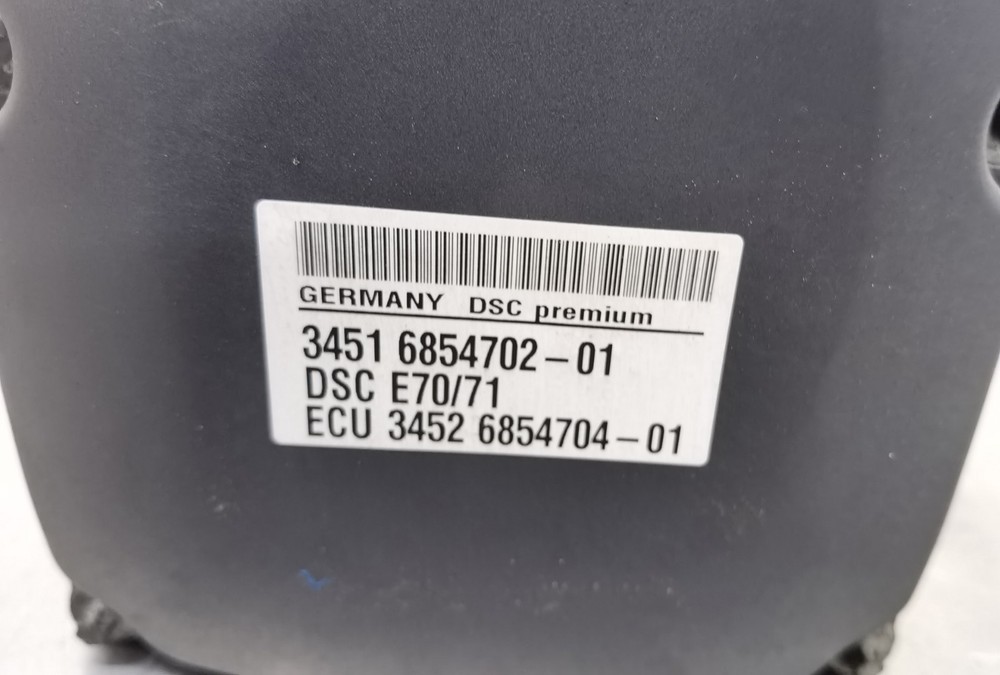 GERMANY DSC premium
3451 6854702-01
DSC E70/71
ECU 3452 6854704-01